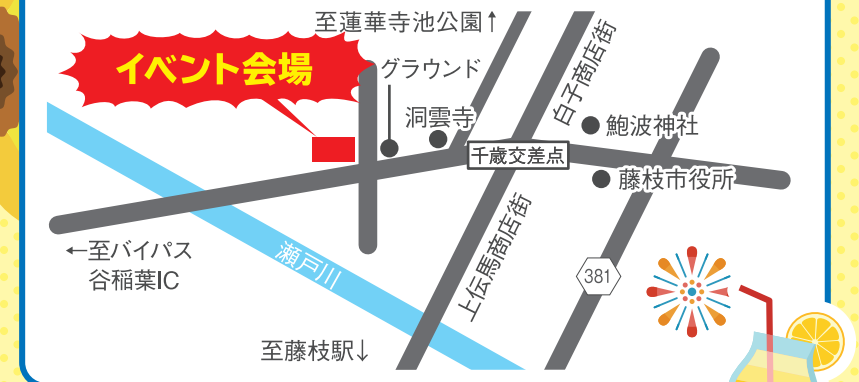 至蓮華寺池公園↑
イベント会場
グラウンド
洞雲寺
白子商店街
鮑波神社
千歳交差点
藤枝市役所
←至バイパス
谷稲葉IC
瀬戸川
上伝馬商店街
381
至藤枝駅↓